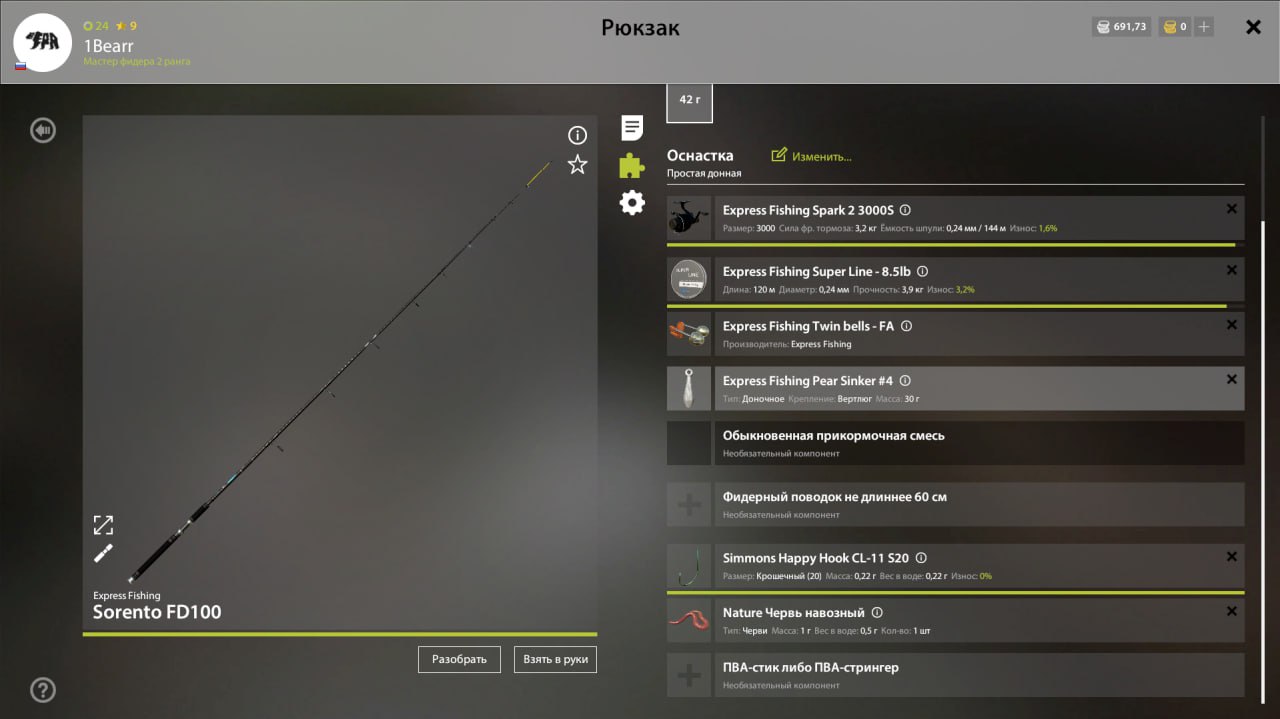 24 9
1Bearr
Мастер фидера 2 ранга
Рюкзак
691,73 0
42 г
Оснастка Изменить...
Простая донная
Express Fishing Spark 2 3000S
Размер: 3000 Сила фр. тормоза: 3,2 кг Ёмкость шпули: 0,24 мм / 144 м Износ: 1,6%
Express Fishing Super Line - 8.5lb
Длина: 120 м Диаметр: 0,24 мм Прочность: 3,9 кг Износ: 3,2%
Express Fishing Twin bells - FA
Производитель: Express Fishing
Express Fishing Pear Sinker #4
Тип: Доночное Крепление: Вертлюг Масса: 30 г
Обыкновенная прикормочная смесь
Необязательный компонент
Фидерный поводок не длиннее 60 см
Необязательный компонент
Simmons Happy Hook CL-11 S20
Размер: Крошечный (20) Масса: 0,22 г Вес в воде: 0,22 г Износ: 0%
Nature Червь навозный
Тип: Черви Масса: 1 г Вес в воде: 0,5 г Кол-во: 1 шт
ПВА-стик либо ПВА-стрингер
Необязательный компонент
Express Fishing
Sorento FD100
Разобрать Взять в руки